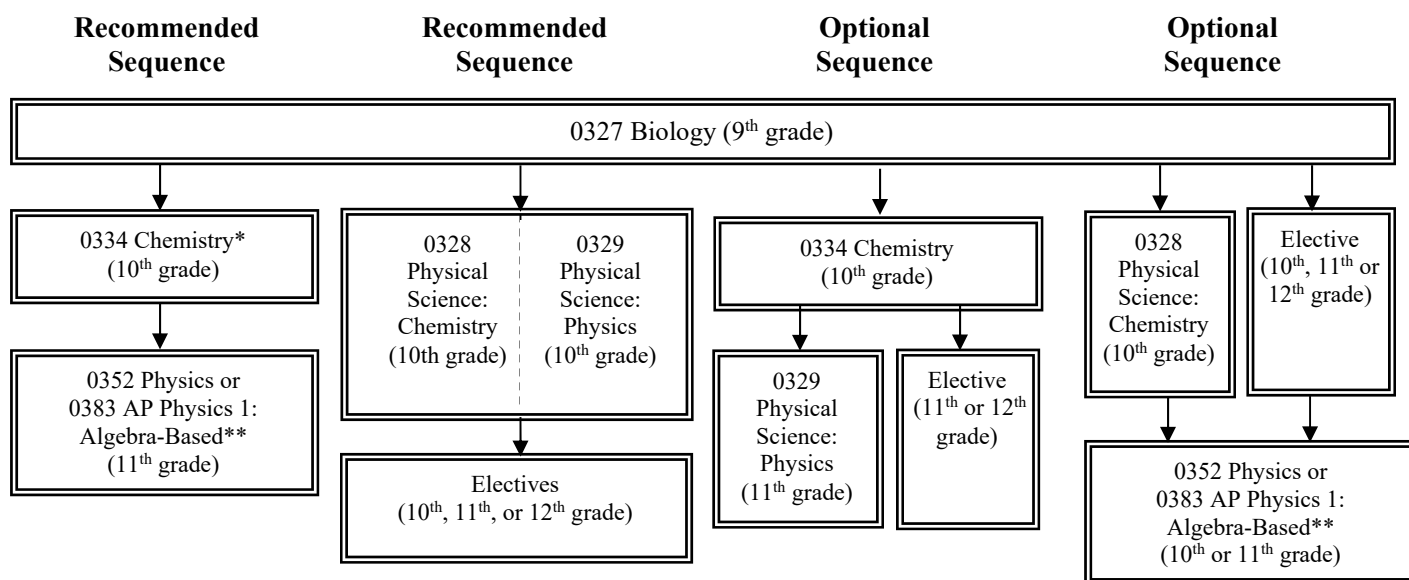 Recommended
Sequence
Recommended
Sequence
Optional
Sequence
Optional
Sequence
0327 Biology (9th grade)
0334 Chemistry*
(10th grade)
0352 Physics or
0383 AP Physics 1:
Algebra-Based**
(11th grade)
0328
Physical
Science:
Chemistry
(10th grade)
0329
Physical
Science:
Physics
(10th grade)
Electives
(10th, 11th, or 12th grade)
0334 Chemistry
(10th grade)
0329
Physical
Science:
Physics
(11th grade)
Elective
(11th or 12th
grade)
0328
Physical
Science:
Chemistry
(10th grade)
Elective
(10th, 11th or
12th grade)
0352 Physics or
0383 AP Physics 1:
Algebra-Based**
(10th or 11th grade)